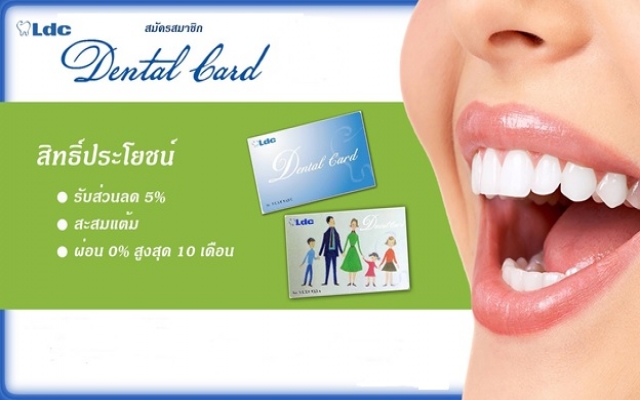 Ldc
สมัครสมาชิก
Dental Card
สิทธิ์ประโยชน์
● รับส่วนลด 5%
● สะสมแต้ม
● ผ่อน 0% สูงสุด 10 เดือน
Ldc
Dental Card
Ldc